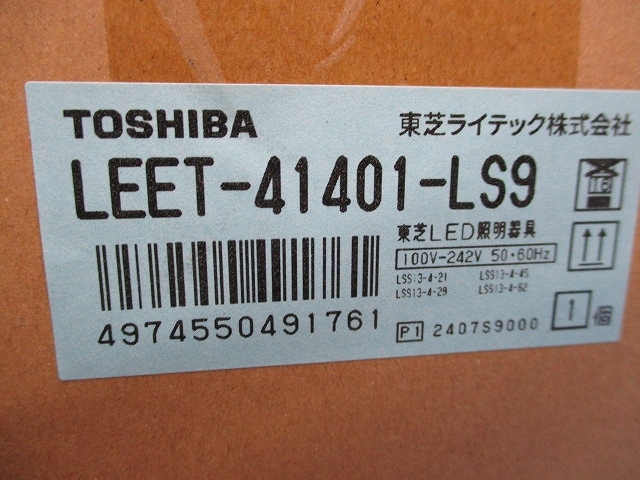 TOSHIBA 東芝ライテック株式会社
LEET-41401-LS9
東芝LED照明器具
100V-242V 50・60Hz
LSS13-4-21 LSS13-4-45
LSS13-4-29 LSS13-4-62
4974550491761
P1 2407S9000 1 個